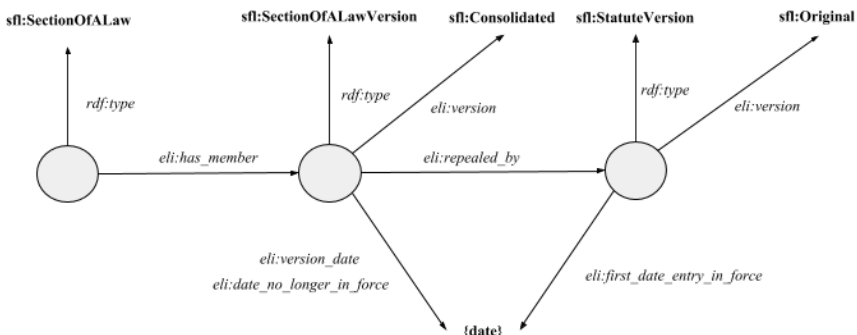 sfl:SectionOfALaw
sfl:SectionOfALawVersion
sfl:Consolidated
sfl:StatuteVersion
sfl:Original
rdf:type
rdf:type
eli:version
rdf:type
eli:version
eli:has_member
eli:repealed_by
eli:version_date
eli:date_no_longer_in_force
eli:first_date_entry_in_force
{date}